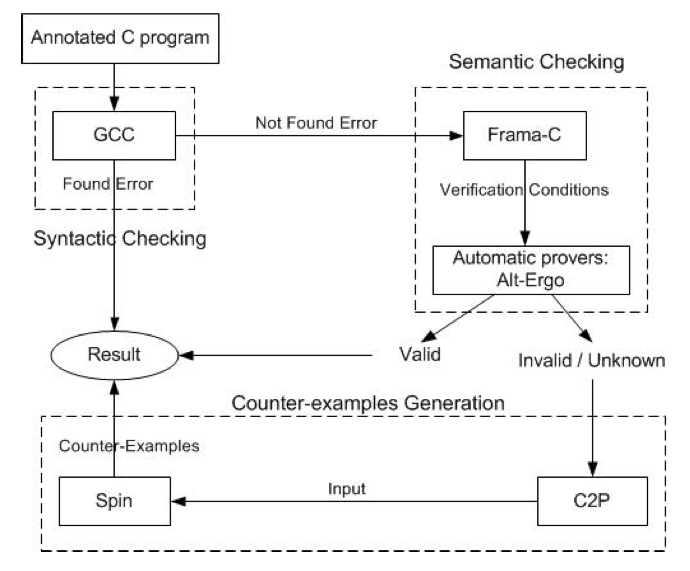 Annotated C program
Semantic Checking
GCC
Not Found Error
Frama-C
Found Error
Verification Conditions
Syntactic Checking
Automatic provers:
Alt-Ergo
Result
Valid
Invalid / Unknown
Counter-examples Generation
Counter-Examples
Spin
Input
C2P